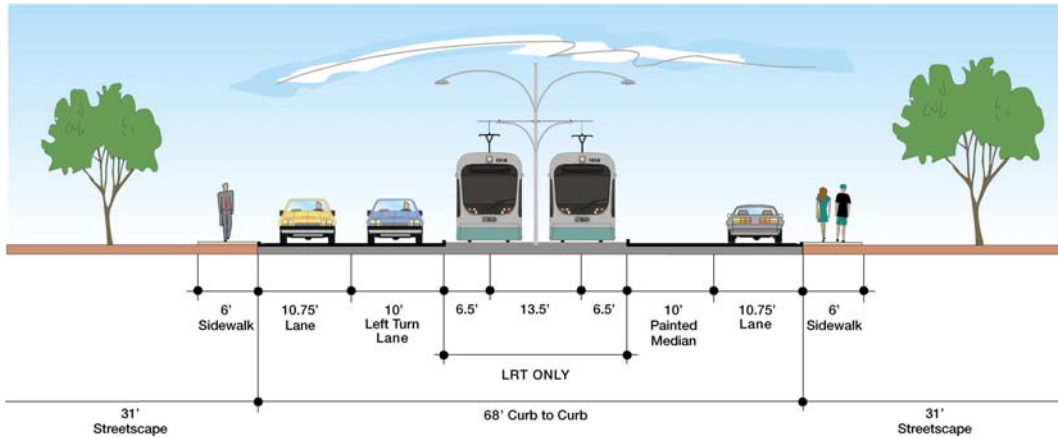 6'
Sidewalk
10.75'
Lane
10'
Left Turn
Lane
6.5'
13.5'
6.5'
10'
Painted
Median
10.75'
Lane
6'
Sidewalk
LRT ONLY
31'
Streetscape
68' Curb to Curb
31'
Streetscape